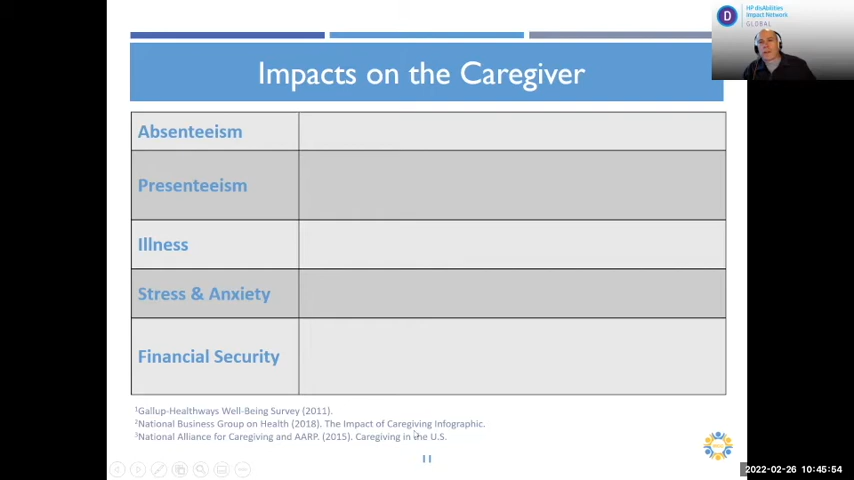 HP disAbilities
Impact Network
GLOBAL
D
Impacts on the Caregiver
Absenteeism
Presenteeism
Illness
Stress & Anxiety
Financial Security
1Gallup-Healthways Well-Being Survey (2011).
2National Business Group on Health (2018). The Impact of Caregiving Infographic.
3National Alliance for Caregiving and AARP. (2015). Caregiving in the U.S.
11
2022-02-26 10:45:54